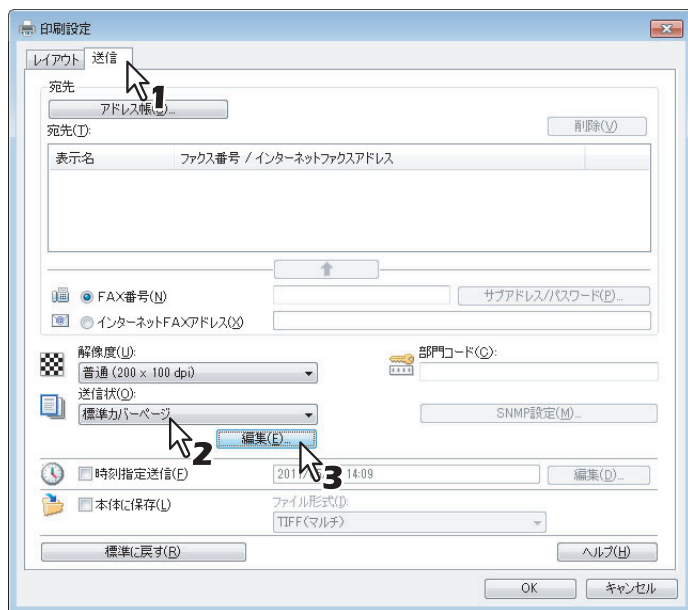 印刷設定
レイアウト 送信
1
宛先
アドレス帳
宛先(T):
削除(V)
表示名 ファクス番号 / インターネットファクスアドレス
FAX番号(N)
サブアドレス/パスワード(P)...
インターネットFAXアドレス(X)
解像度(U):
部門コード(C):
普通 (200 x 100 dpi)
送信状(O):
標準カバーページ
SNMP設定(M)...
2
編集(E)...
3
時刻指定送信(F)
14:09
編集(D)...
本体に保存(L)
ファイル形式(I):
TIFF(マルチ)
標準に戻す(R)
ヘルプ(H)
OK キャンセル